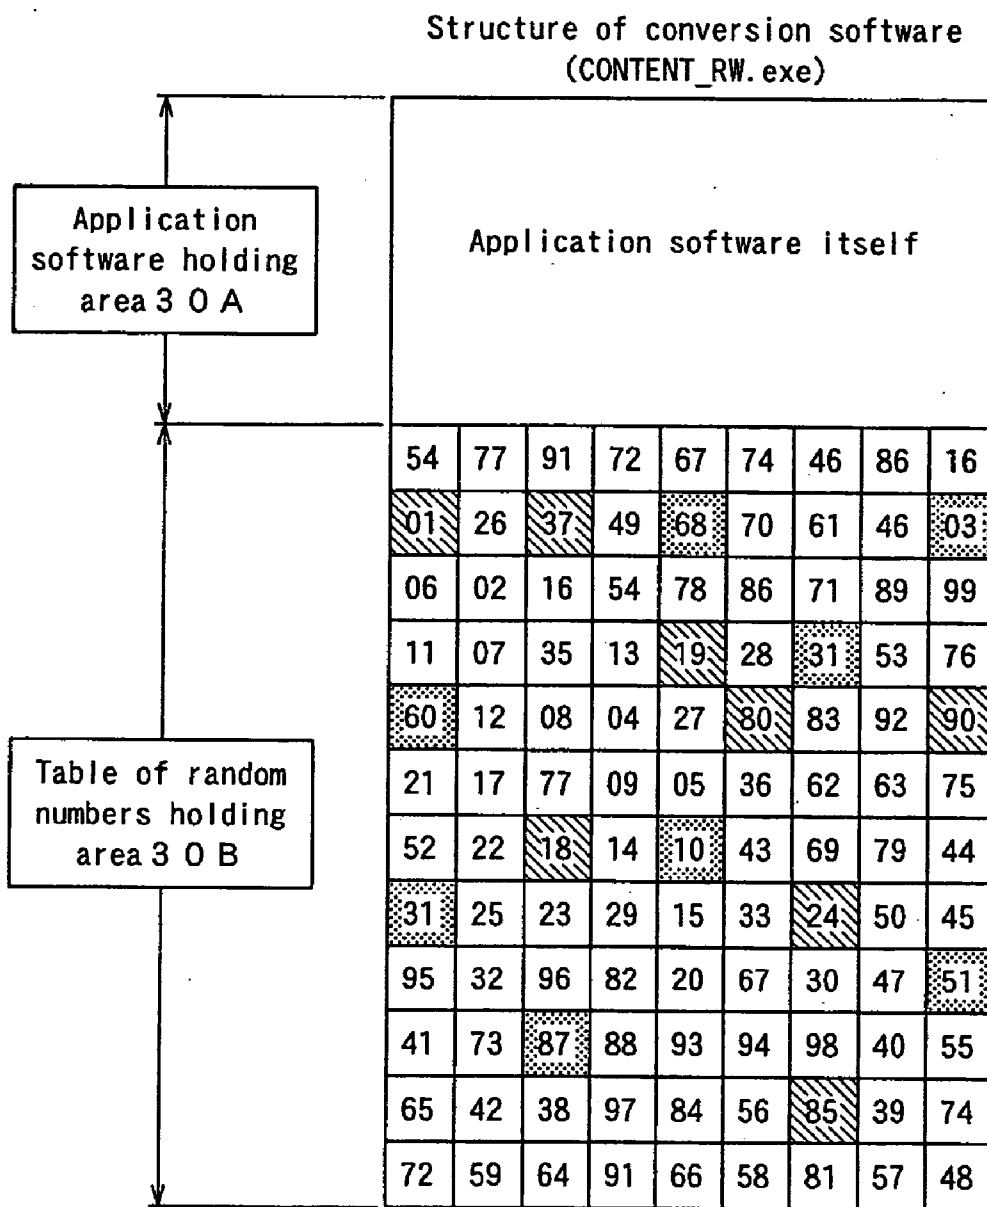 Structure of conversion software
(CONTENT_RW.exe)
Application
software holding
area 3 0 A
Application software itself
54 77 91 72 67 74 46 86 16
01 26 37 49 68 70 61 46 03
06 02 16 54 78 86 71 89 99
11 07 35 13 19 28 31 53 76
60 12 08 04 27 80 83 92 90
21 17 77 09 05 36 62 63 75
52 22 18 14 10 43 69 79 44
31 25 23 29 15 33 24 50 45
95 32 96 82 20 67 30 47 51
41 73 87 88 93 94 98 40 55
65 42 38 97 84 56 85 39 74
72 59 64 91 66 58 81 57 48
Table of random
numbers holding
area 3 0 B